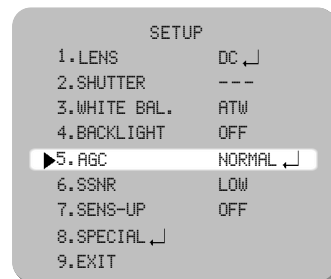 SETUP
1.LENS DC ↵
2.SHUTTER ---
3.WHITE BAL. ATW
4.BACKLIGHT OFF
▶5.AGC NORMAL ↵
6.SSNR LOW
7.SENS-UP OFF
8.SPECIAL ↵
9.EXIT